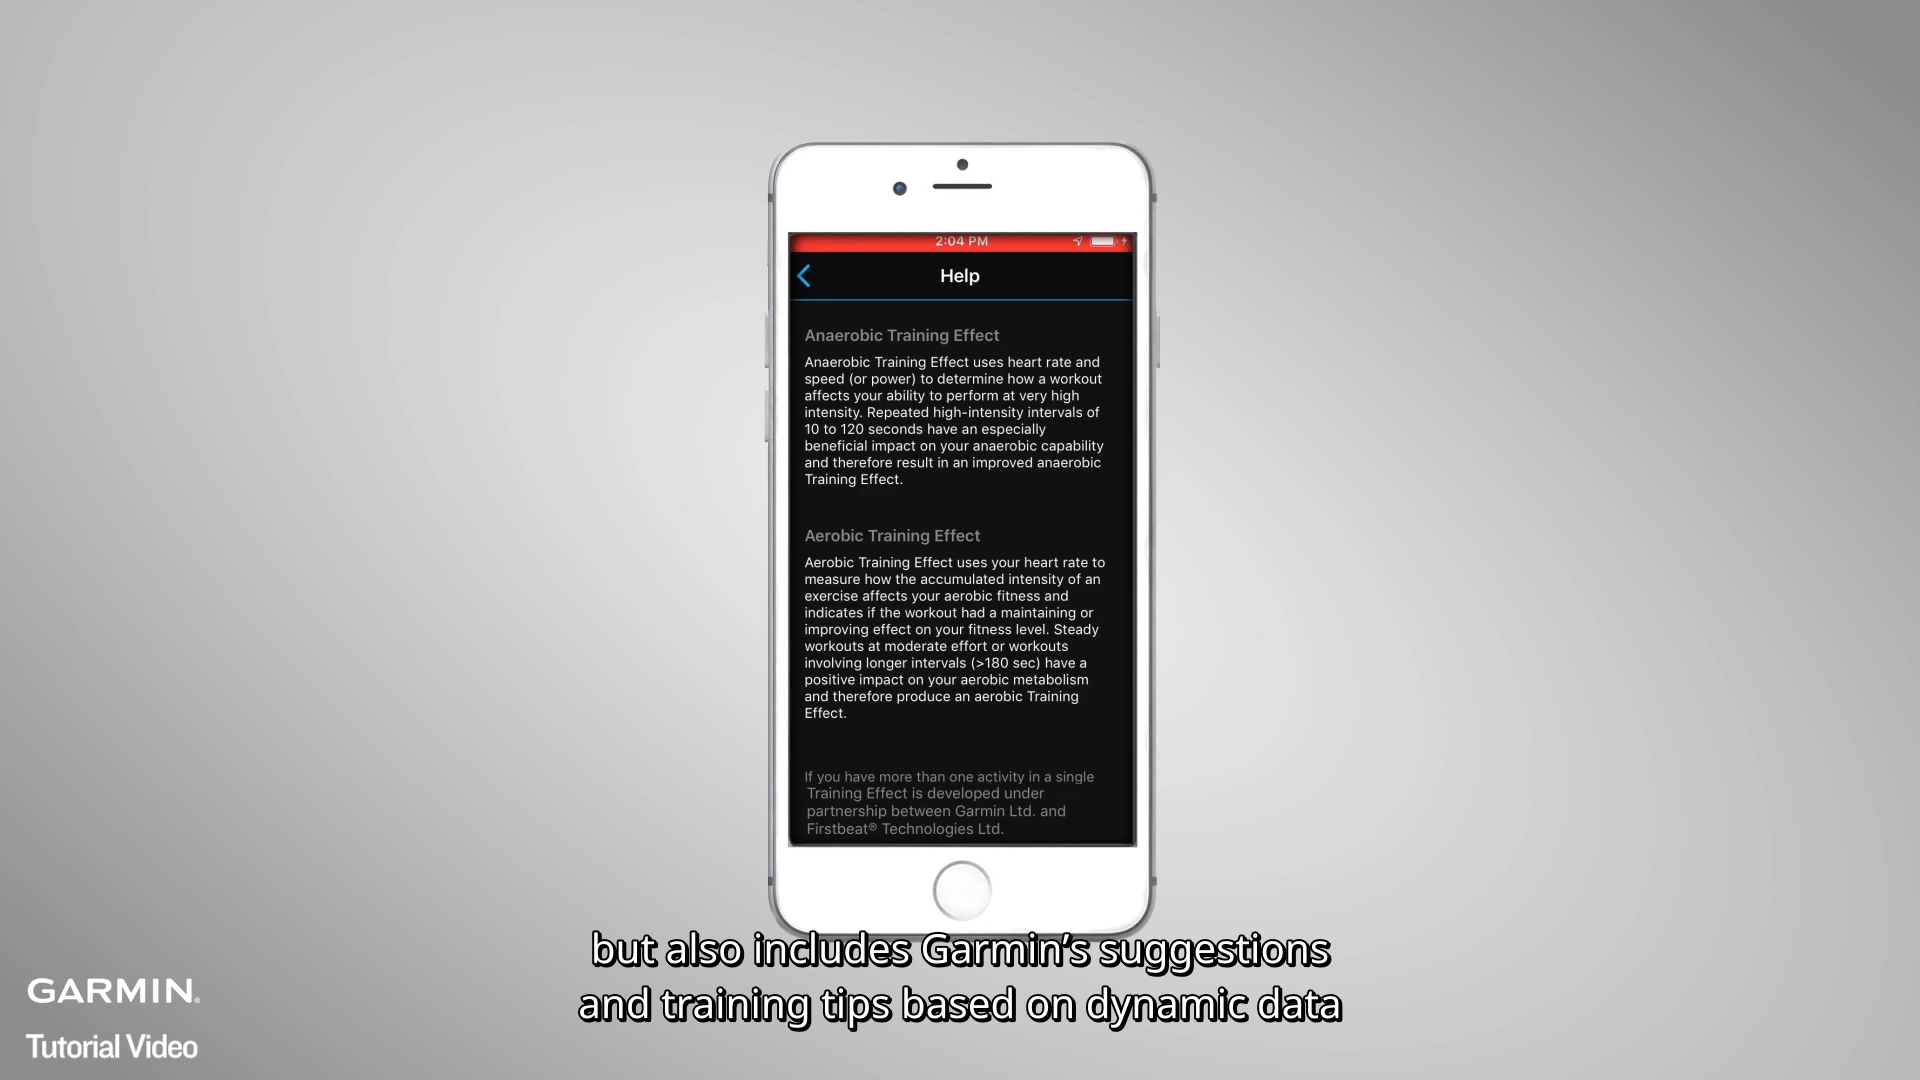 2:04 PM
Help
Anaerobic Training Effect
Anaerobic Training Effect uses heart rate and
speed (or power) to determine how a workout
affects your ability to perform at very high
intensity. Repeated high-intensity intervals of
10 to 120 seconds have an especially
beneficial impact on your anaerobic capability
and therefore result in an improved anaerobic
Training Effect.
Aerobic Training Effect
Aerobic Training Effect uses your heart rate to
measure how the accumulated intensity of an
exercise affects your aerobic fitness and
indicates if the workout had a maintaining or
improving effect on your fitness level. Steady
workouts at moderate effort or workouts
involving longer intervals (>180 sec) have a
positive impact on your aerobic metabolism
and therefore produce an aerobic Training
Effect.
If you have more than one activity in a single
Training Effect is developed under
partnership between Garmin Ltd. and
Firstbeat® Technologies Ltd.
but also includes Garmin’s suggestions
and training tips based on dynamic data
GARMIN®
Tutorial Video